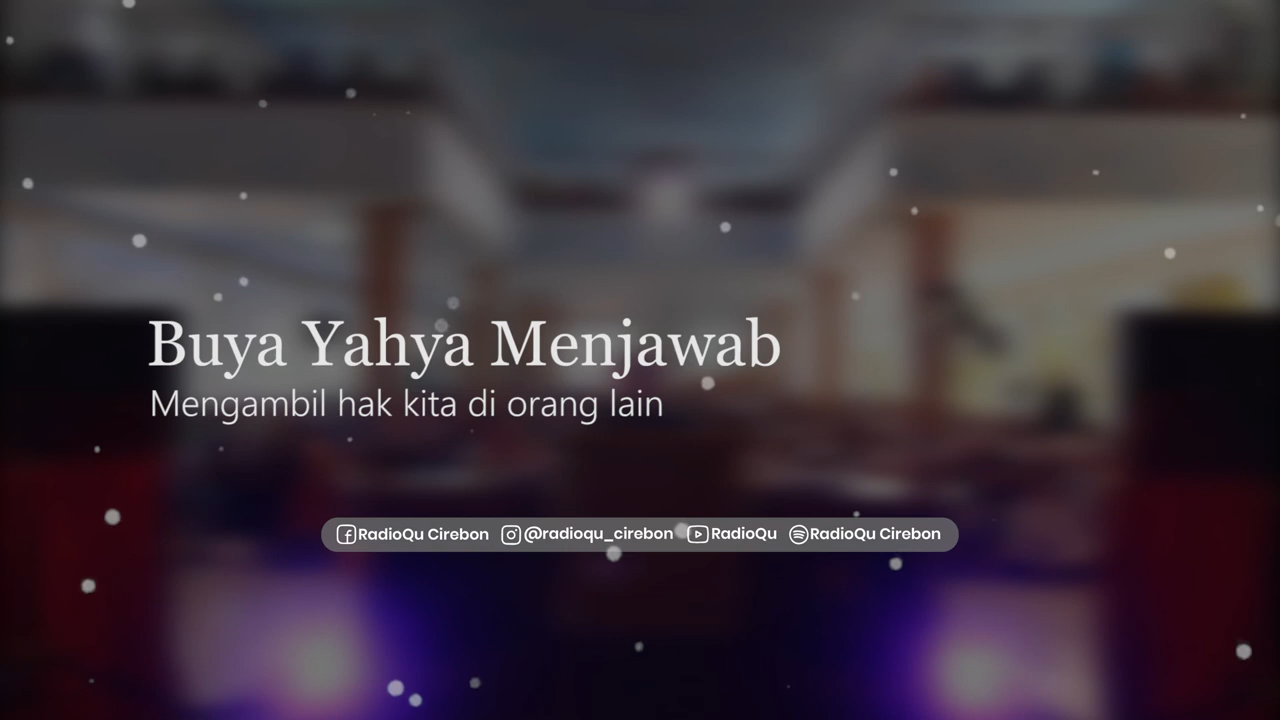 Buya Yahya Menjawab
Mengambil hak kita di orang lain
RadioQu Cirebon @radioqu_cirebon RadioQu RadioQu Cirebon